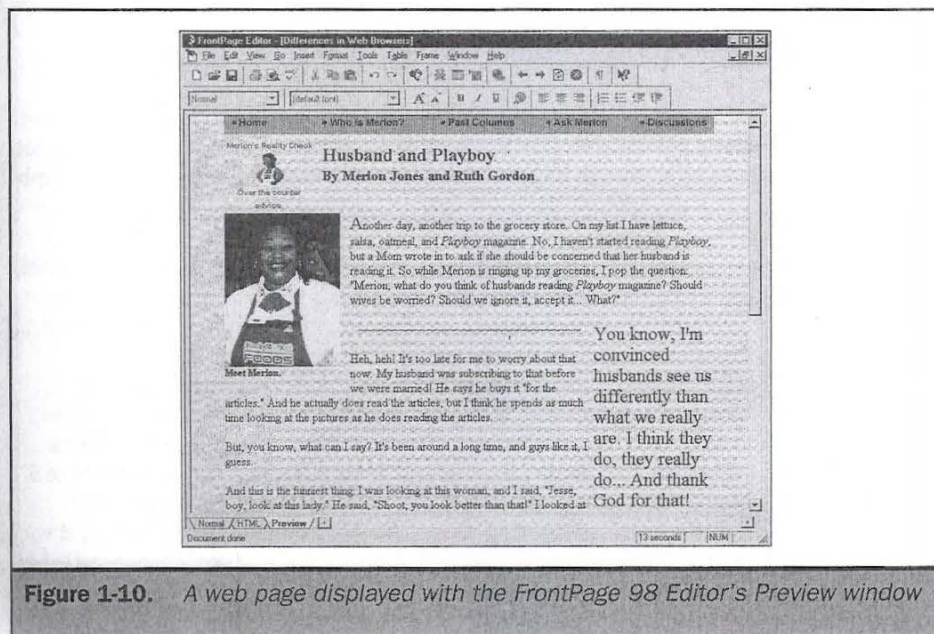 FrontPage Editor - [Differences in Web Browsers]
File Edit View Go Insert Format Tools Table Frame Window Help
Normal (default font)
Home Who is Merlon? Past Columns Ask Merlon Discussions
Merlon's Reality Check
Over the counter
advice
Husband and Playboy
By Merlon Jones and Ruth Gordon
Another day, another trip to the grocery store. On my list I have lettuce,
salsa, oatmeal, and Playboy magazine. No, I haven't started reading Playboy,
but a Mom wrote in to ask if she should be concerned that her husband is
reading it. So while Merlon is ringing up my groceries, I pop the question:
"Merlon, what do you think of husbands reading Playboy magazine? Should
wives be worried? Should we ignore it, accept it... What?"
FOODS
Meet Merlon.
Heh, heh! It's too late for me to worry about that
now. My husband was subscribing to that before
we were married! He says he buys it "for the
articles." And he actually does read the articles, but I think he spends as much
time looking at the pictures as he does reading the articles.
But, you know, what can I say? It's been around a long time, and guys like it, I
guess.
And this is the funniest thing. I was looking at this woman, and I said, "Jesse,
boy, look at this lady." He said, "Shoot, you look better than that!" I looked at
You know, I'm
convinced
husbands see us
differently than
what we really
are. I think they
do, they really
do... And thank
God for that!
Normal HTML Preview
Document done 13 seconds NUM
Figure 1-10. A web page displayed with the FrontPage 98 Editor's Preview window